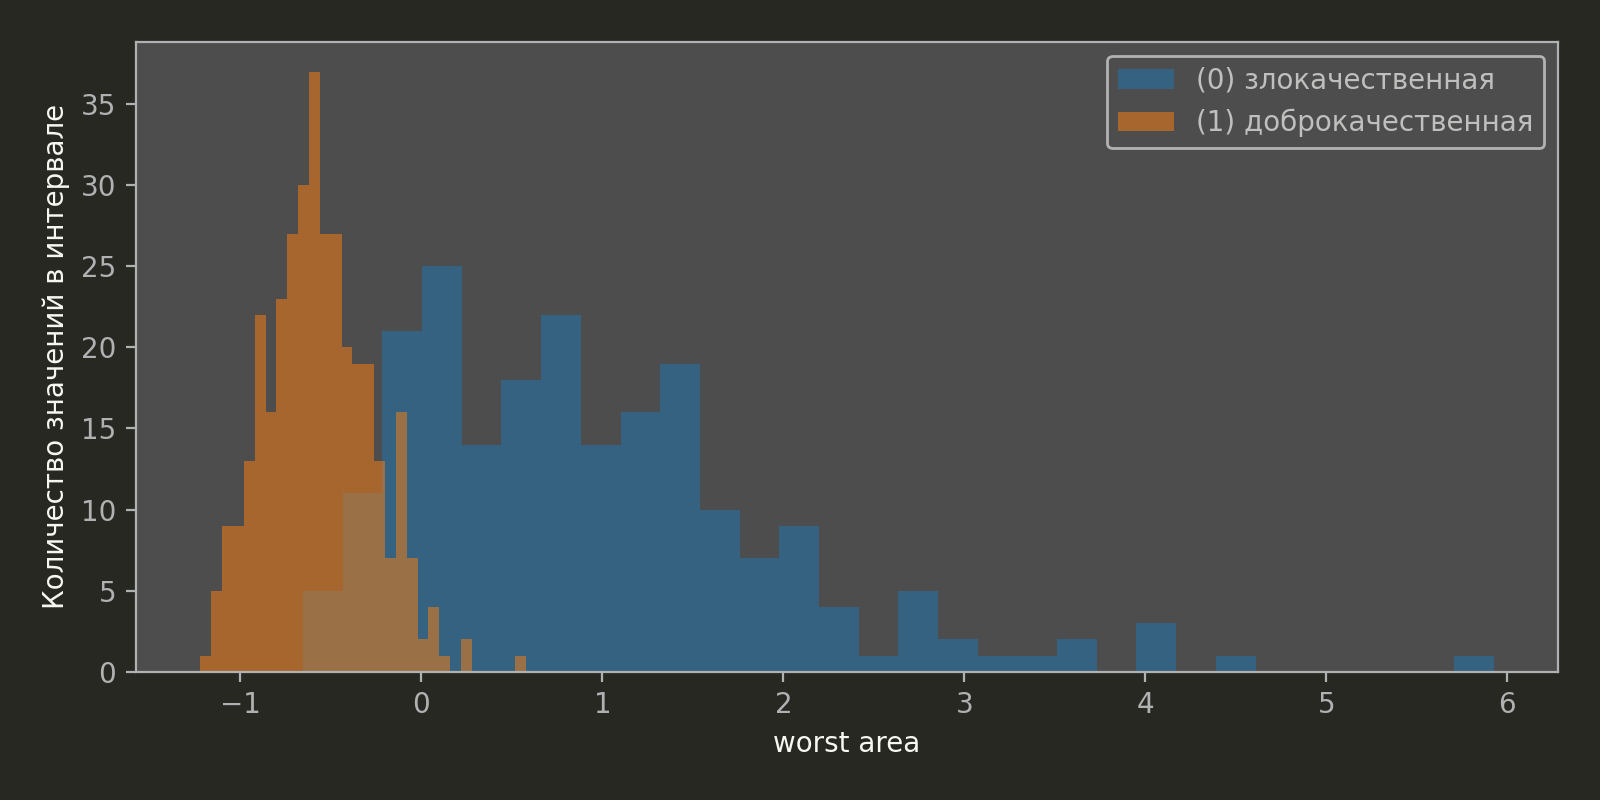 (0) злокачественная
(1) доброкачественная
Количество значений в интервале
35
30
25
20
15
10
5
0
−1 0 1 2 3 4 5 6
worst area